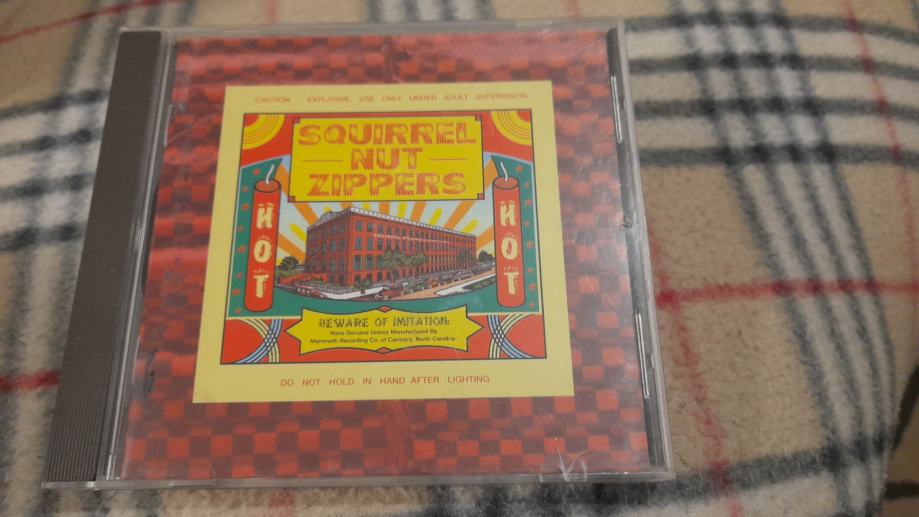 CAUTION - EXPLOSIVE. USE ONLY UNDER ADULT SUPERVISION
SQUIRREL
NUT
ZIPPERS
HOT
HOT
BEWARE OF IMITATION:
None Genuine Unless Manufactured By
Mammoth Recording Co. of Carrboro, North Carolina
DO NOT HOLD IN HAND AFTER LIGHTING